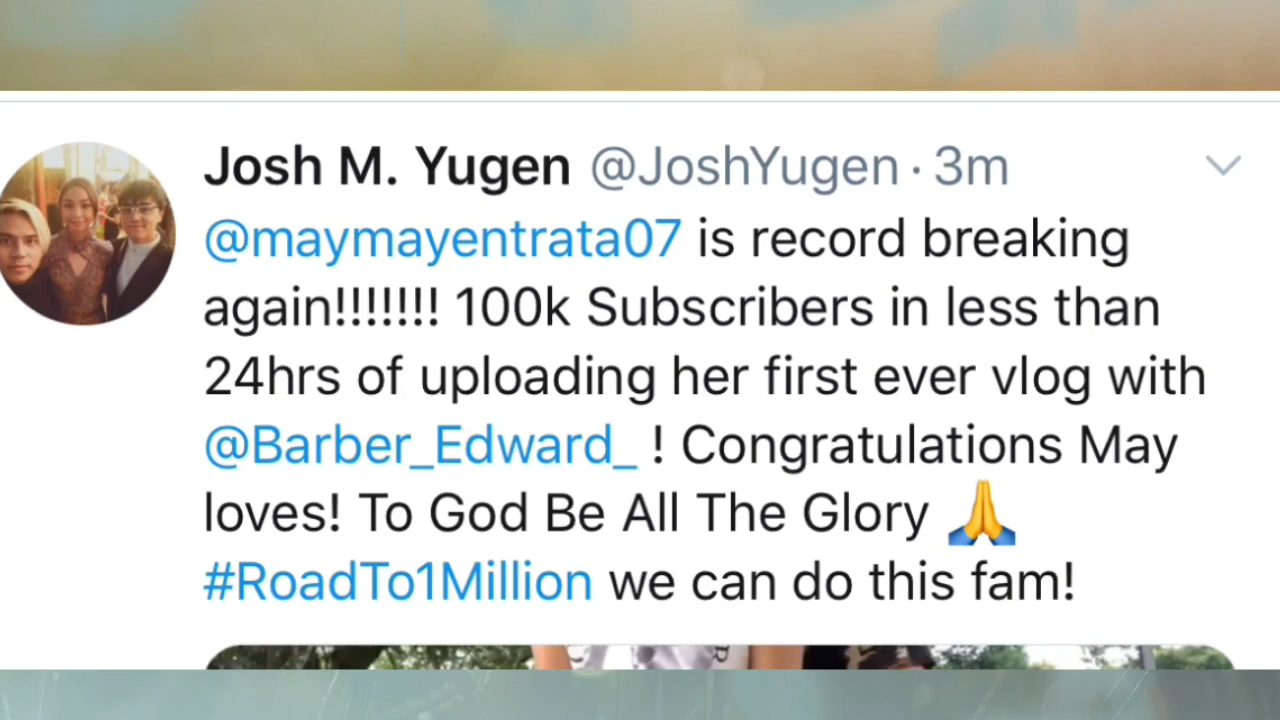 Josh M. Yugen @JoshYugen · 3m
@maymayentrata07 is record breaking
again!!!!!!! 100k Subscribers in less than
24hrs of uploading her first ever vlog with
@Barber_Edward_ ! Congratulations May
loves! To God Be All The Glory 🙏
#RoadTo1Million we can do this fam!